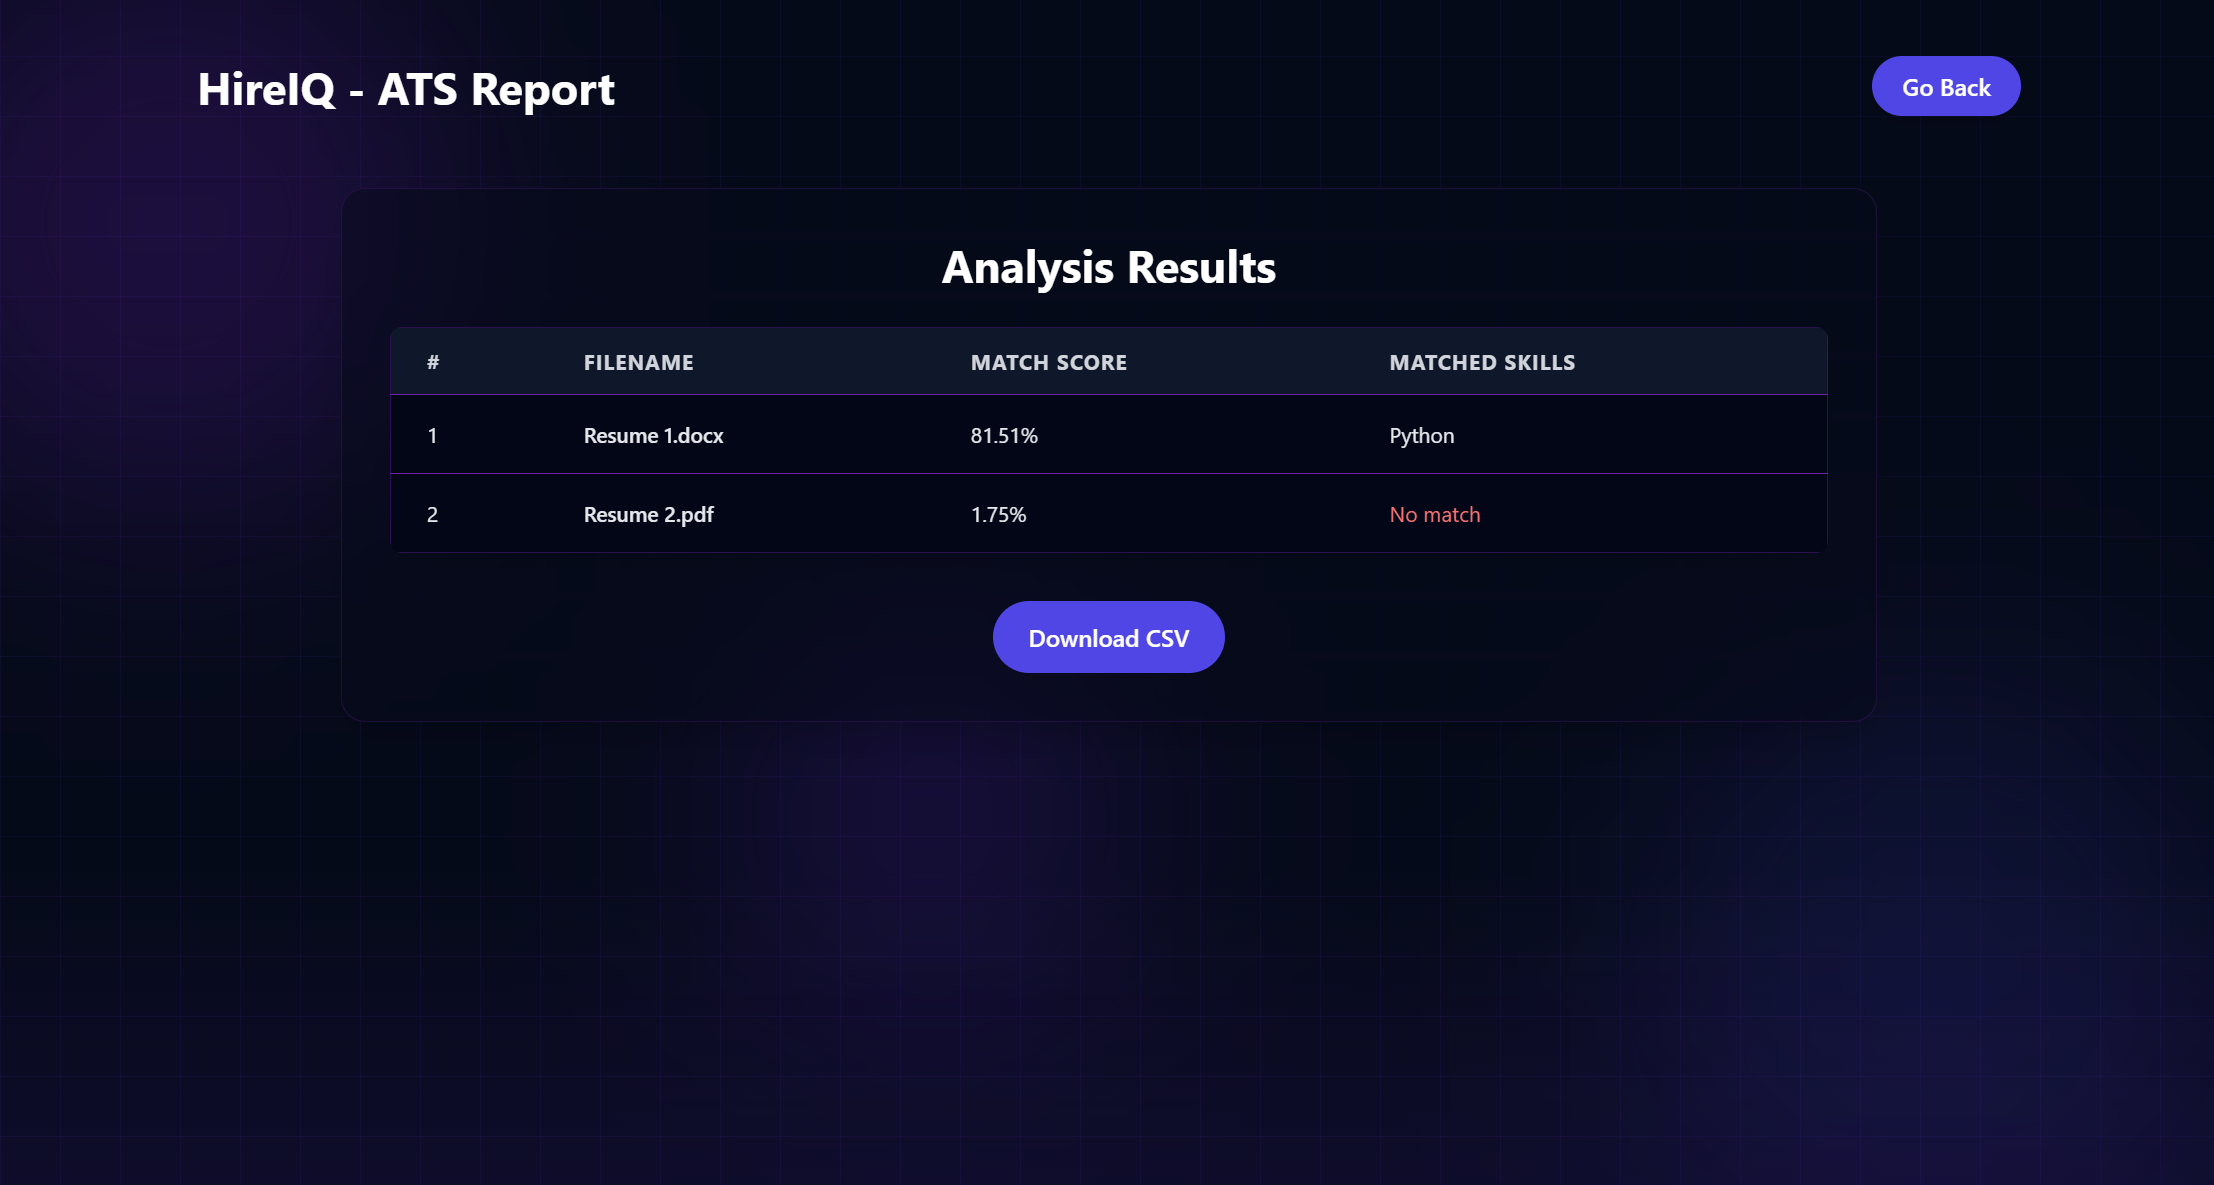 HireIQ - ATS Report
Go Back
Analysis Results
# FILENAME MATCH SCORE MATCHED SKILLS
1 Resume 1.docx 81.51% Python
2 Resume 2.pdf 1.75% No match
Download CSV